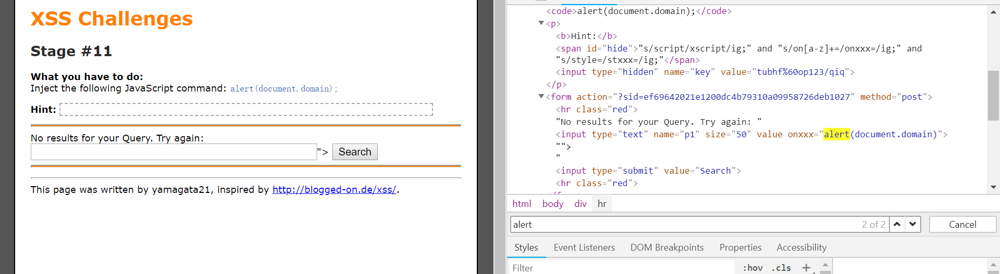 XSS Challenges
Stage #11
What you have to do:
Inject the following JavaScript command: alert(document.domain);
Hint:
No results for your Query. Try again:
"> Search
This page was written by yamagata21, inspired by http://blogged-on.de/xss/.
<code>alert(document.domain);</code>
<p>
<b>Hint:</b>
<span id="hide">"s/script/xscript/ig;" and "s/on[a-z]+=/onxxx=/ig;" and
"s/style=/stxxx=/ig;"</span>
<input type="hidden" name="key" value="tubhf%60op123/qiq">
</p>
<form action="?sid=ef69642021e1200dc4b79310a09958726deb1027" method="post">
<hr class="red">
"No results for your Query. Try again: "
<input type="text" name="p1" size="50" value onxxx="alert(document.domain)">
"">
"
<input type="submit" value="Search">
<hr class="red">
html body div hr
alert 2 of 2 Cancel
Styles Event Listeners DOM Breakpoints Properties Accessibility
Filter :hov .cls +